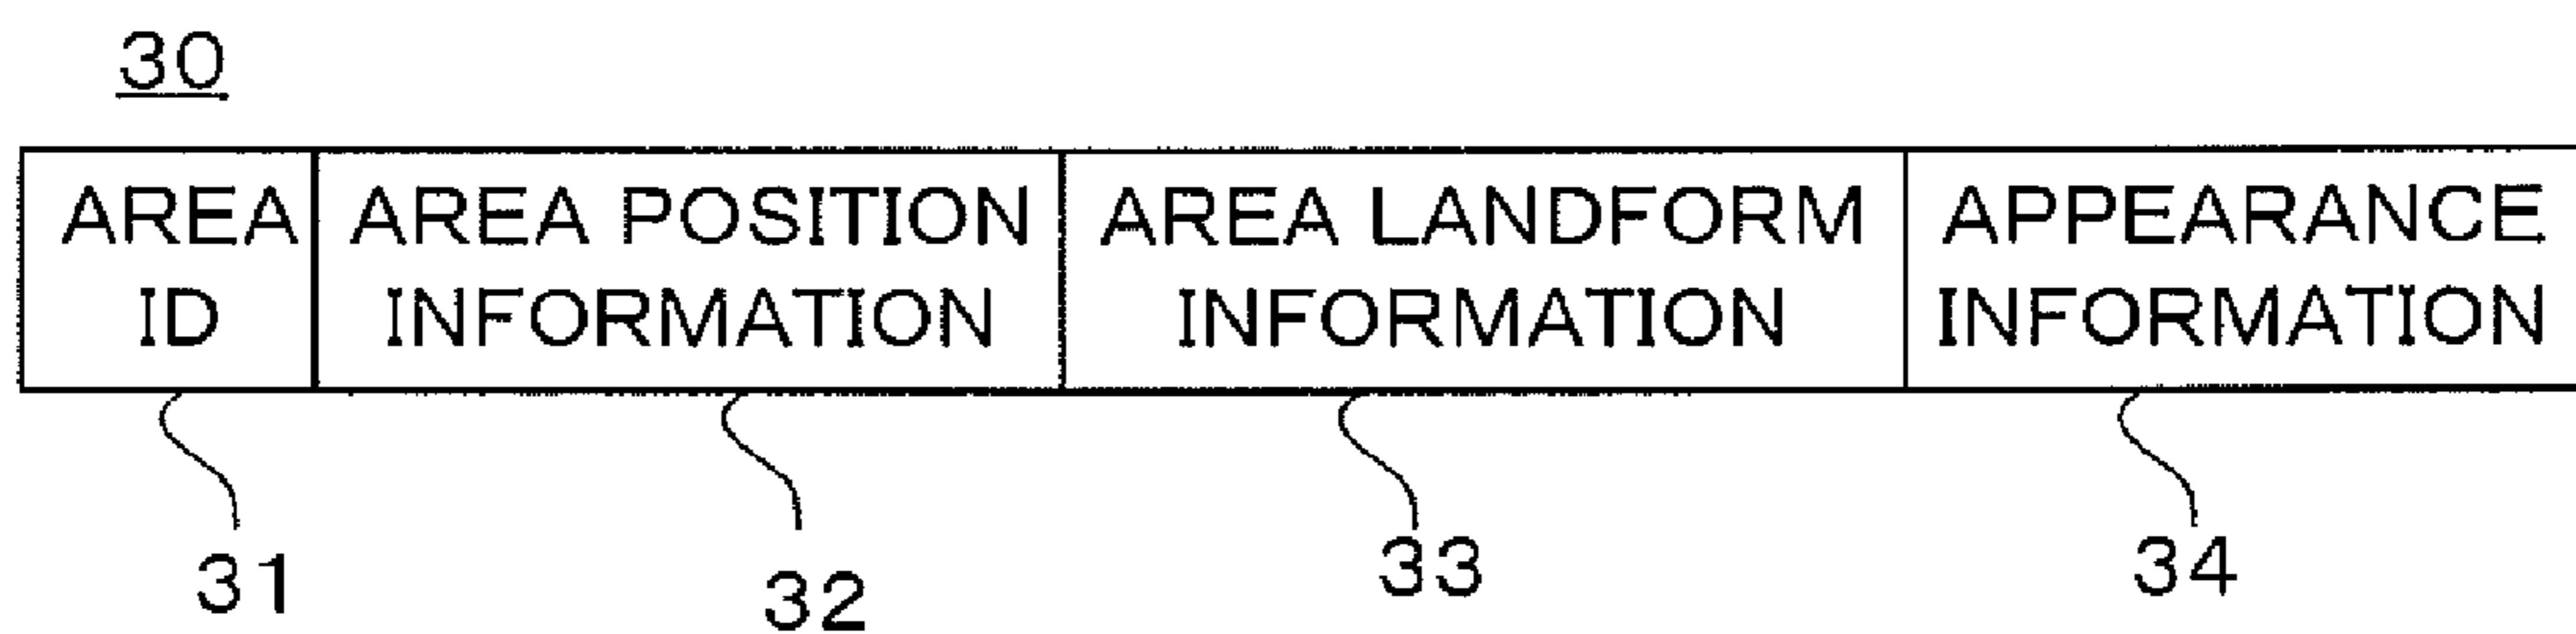 30
AREA ID
AREA POSITION INFORMATION
AREA LANDFORM INFORMATION
APPEARANCE INFORMATION
31
32
33
34